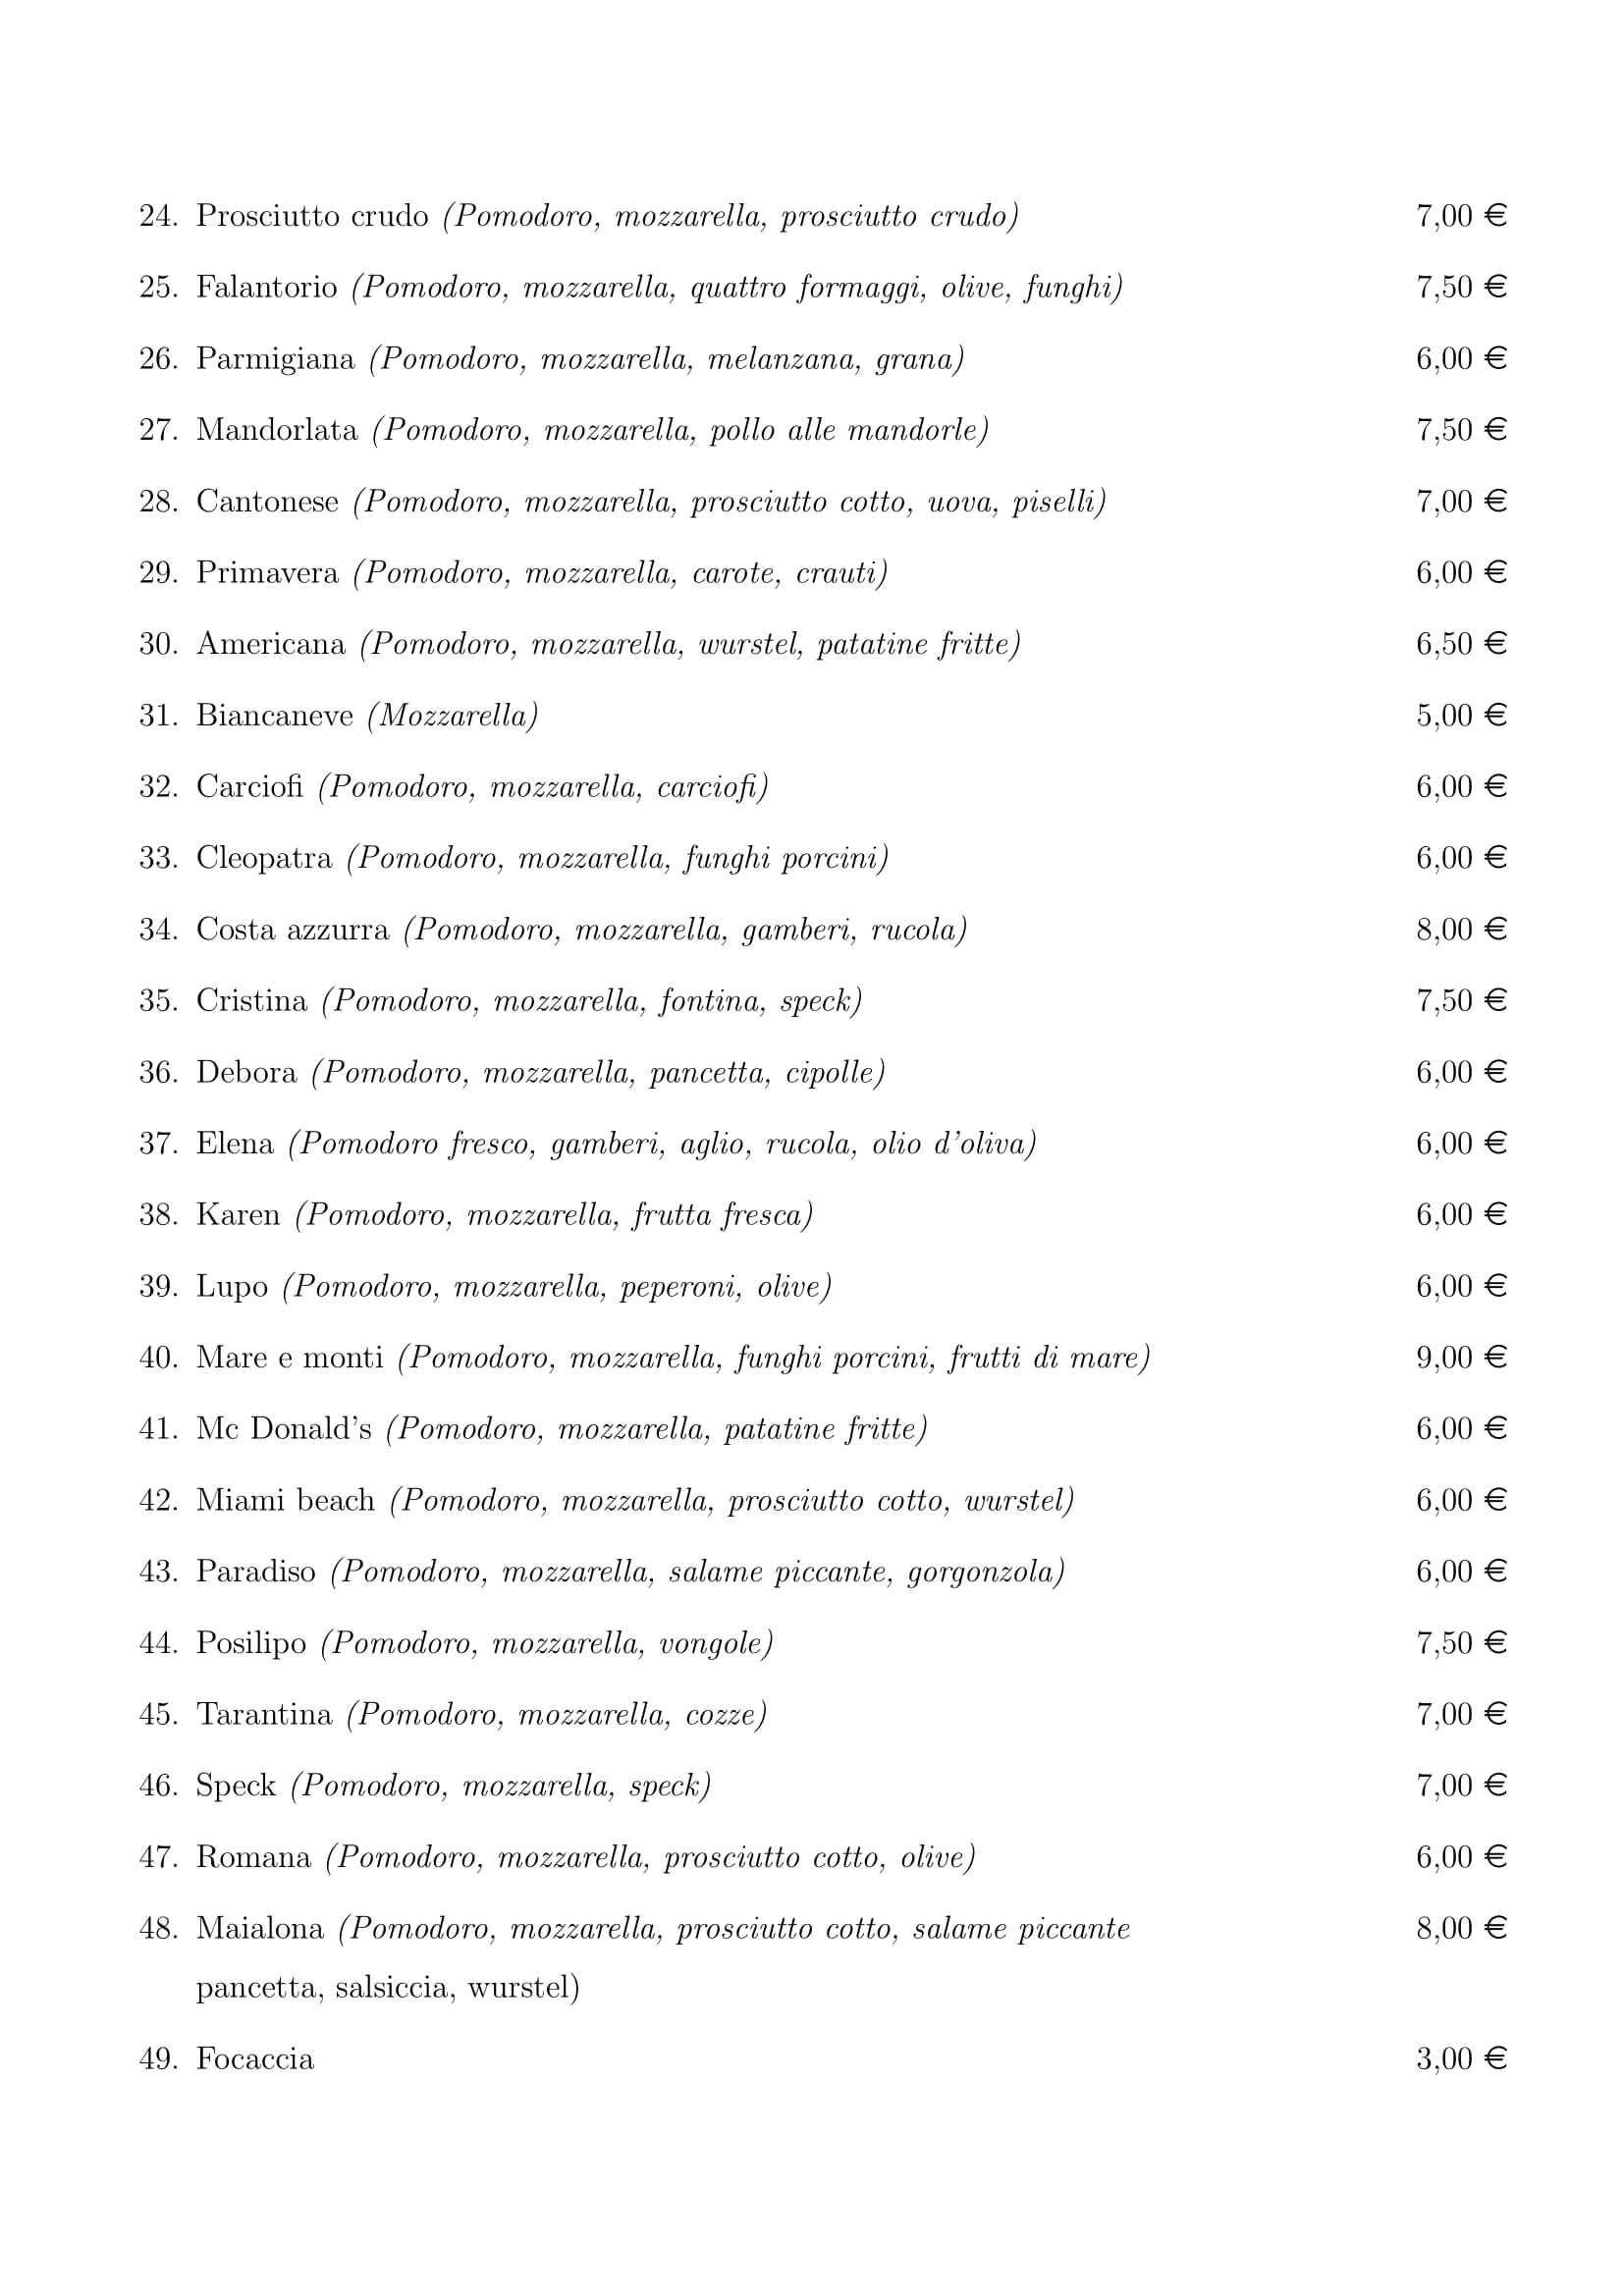 24. Prosciutto crudo (Pomodoro, mozzarella, prosciutto crudo) 7,00 €
25. Falantorio (Pomodoro, mozzarella, quattro formaggi, olive, funghi) 7,50 €
26. Parmigiana (Pomodoro, mozzarella, melanzana, grana) 6,00 €
27. Mandorlata (Pomodoro, mozzarella, pollo alle mandorle) 7,50 €
28. Cantonese (Pomodoro, mozzarella, prosciutto cotto, uova, piselli) 7,00 €
29. Primavera (Pomodoro, mozzarella, carote, crauti) 6,00 €
30. Americana (Pomodoro, mozzarella, wurstel, patatine fritte) 6,50 €
31. Biancaneve (Mozzarella) 5,00 €
32. Carciofi (Pomodoro, mozzarella, carciofi) 6,00 €
33. Cleopatra (Pomodoro, mozzarella, funghi porcini) 6,00 €
34. Costa azzurra (Pomodoro, mozzarella, gamberi, rucola) 8,00 €
35. Cristina (Pomodoro, mozzarella, fontina, speck) 7,50 €
36. Debora (Pomodoro, mozzarella, pancetta, cipolle) 6,00 €
37. Elena (Pomodoro fresco, gamberi, aglio, rucola, olio d'oliva) 6,00 €
38. Karen (Pomodoro, mozzarella, frutta fresca) 6,00 €
39. Lupo (Pomodoro, mozzarella, peperoni, olive) 6,00 €
40. Mare e monti (Pomodoro, mozzarella, funghi porcini, frutti di mare) 9,00 €
41. Mc Donald's (Pomodoro, mozzarella, patatine fritte) 6,00 €
42. Miami beach (Pomodoro, mozzarella, prosciutto cotto, wurstel) 6,00 €
43. Paradiso (Pomodoro, mozzarella, salame piccante, gorgonzola) 6,00 €
44. Posilipo (Pomodoro, mozzarella, vongole) 7,50 €
45. Tarantina (Pomodoro, mozzarella, cozze) 7,00 €
46. Speck (Pomodoro, mozzarella, speck) 7,00 €
47. Romana (Pomodoro, mozzarella, prosciutto cotto, olive) 6,00 €
48. Maialona (Pomodoro, mozzarella, prosciutto cotto, salame piccante 8,00 €
pancetta, salsiccia, wurstel)
49. Focaccia 3,00 €